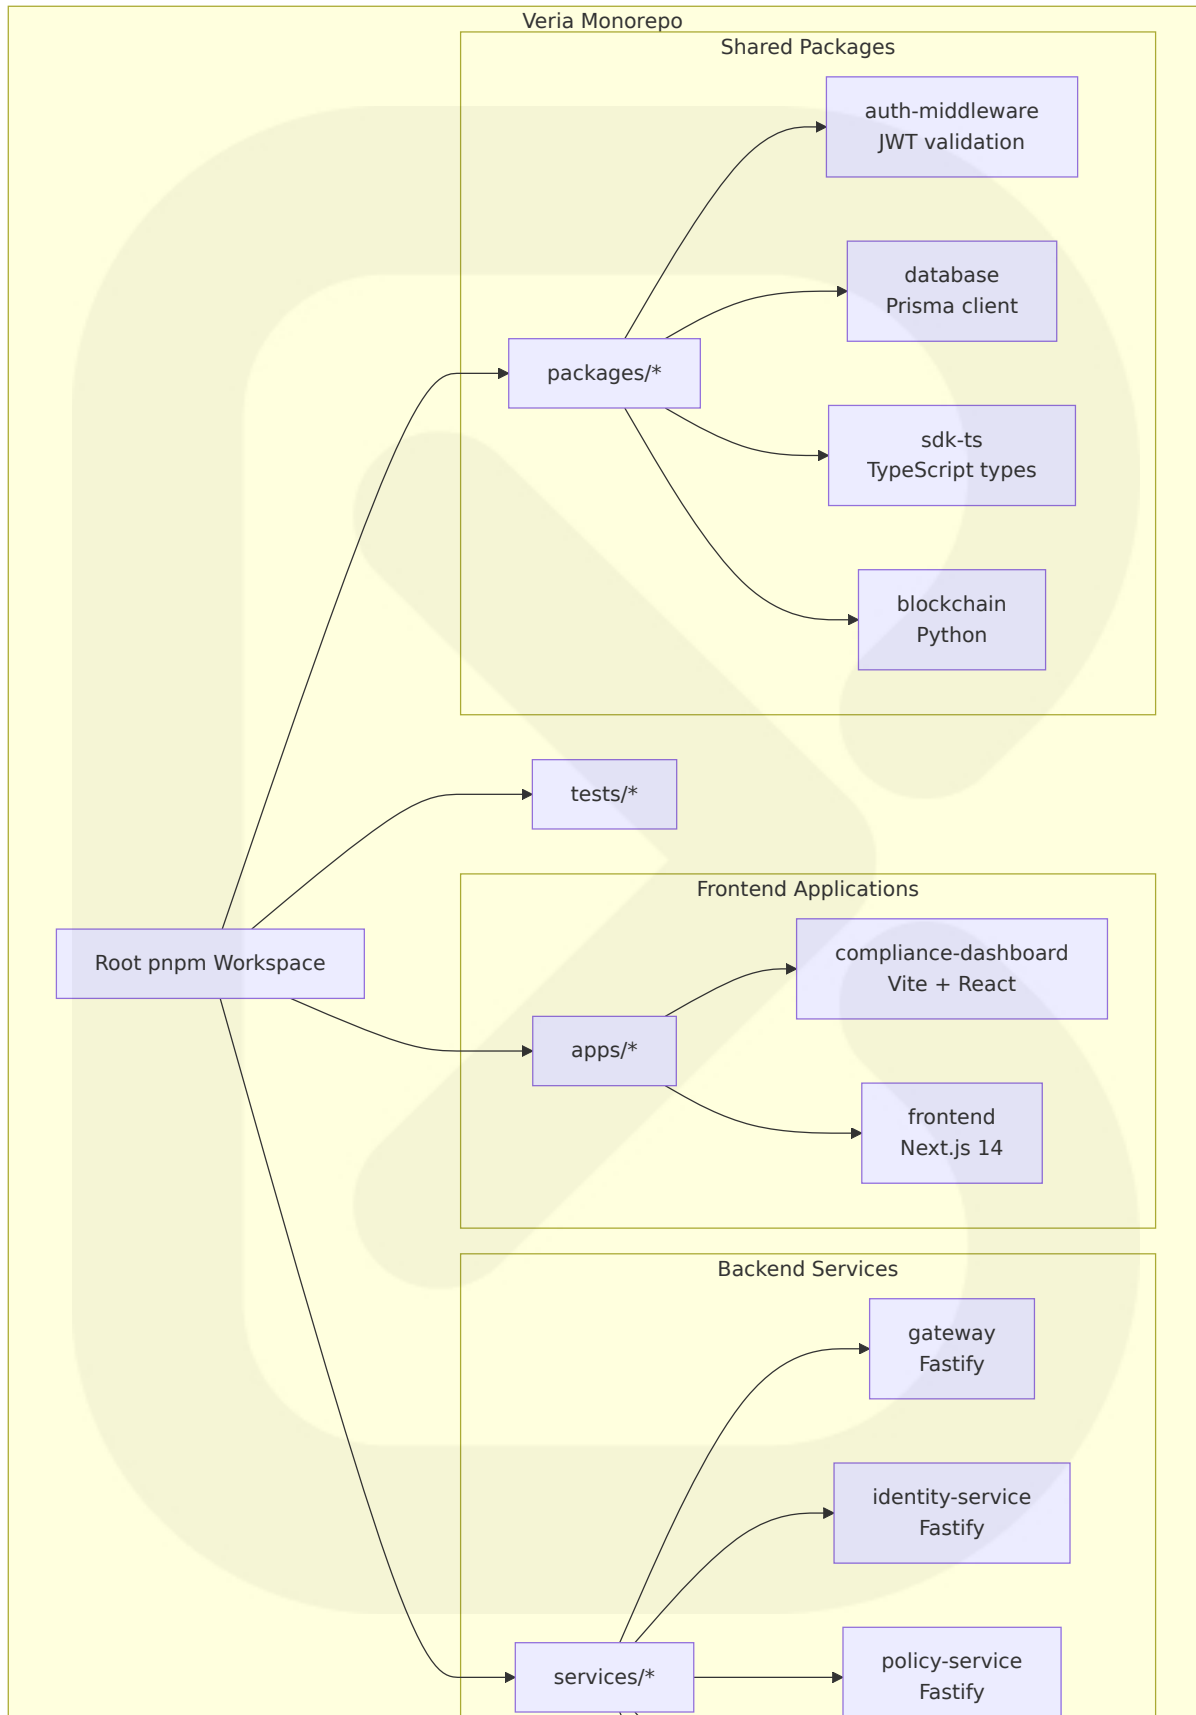 Veria Monorepo
Shared Packages
auth-middleware
JWT validation
database
Prisma client
packages/*
sdk-ts
TypeScript types
blockchain
Python
tests/*
Frontend Applications
Root pnpm Workspace
compliance-dashboard
Vite + React
apps/*
frontend
Next.js 14
Backend Services
gateway
Fastify
identity-service
Fastify
services/*
policy-service
Fastify